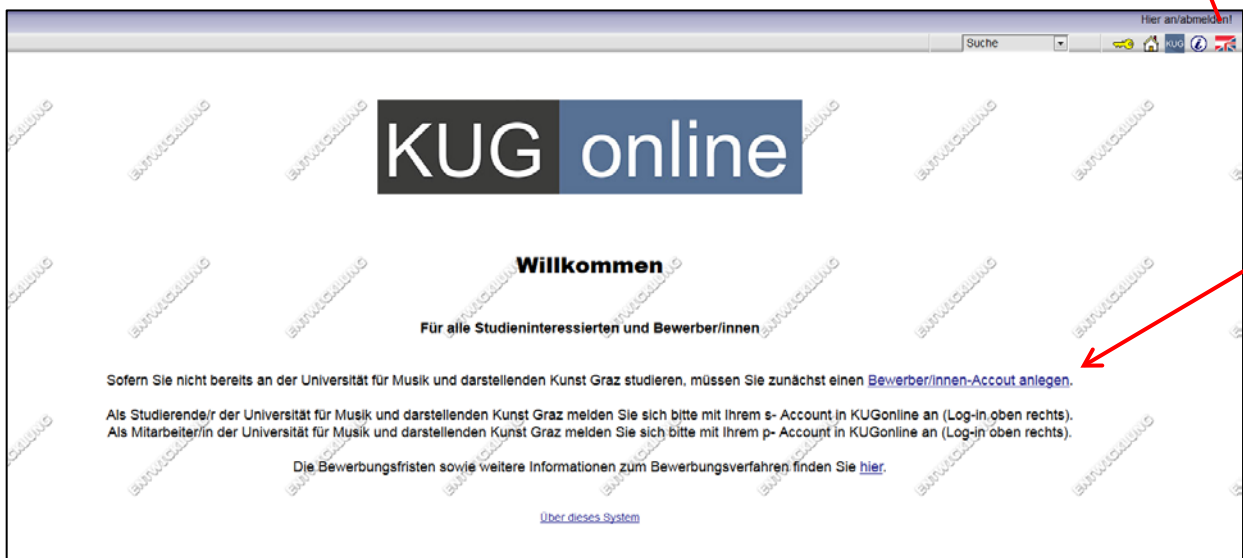 Hier an/abmelden!
Suche
KUG
KUG online
Willkommen
Für alle Studieninteressierten und Bewerber/innen
Sofern Sie nicht bereits an der Universität für Musik und darstellenden Kunst Graz studieren, müssen Sie zunächst einen Bewerber/innen-Accout anlegen.
Als Studierende/r der Universität für Musik und darstellenden Kunst Graz melden Sie sich bitte mit Ihrem s- Account in KUGonline an (Log-in oben rechts).
Als Mitarbeiter/in der Universität für Musik und darstellenden Kunst Graz melden Sie sich bitte mit Ihrem p- Account in KUGonline an (Log-in oben rechts).
Die Bewerbungsfristen sowie weitere Informationen zum Bewerbungsverfahren finden Sie hier.
Über dieses System
ENTWICKLUNG